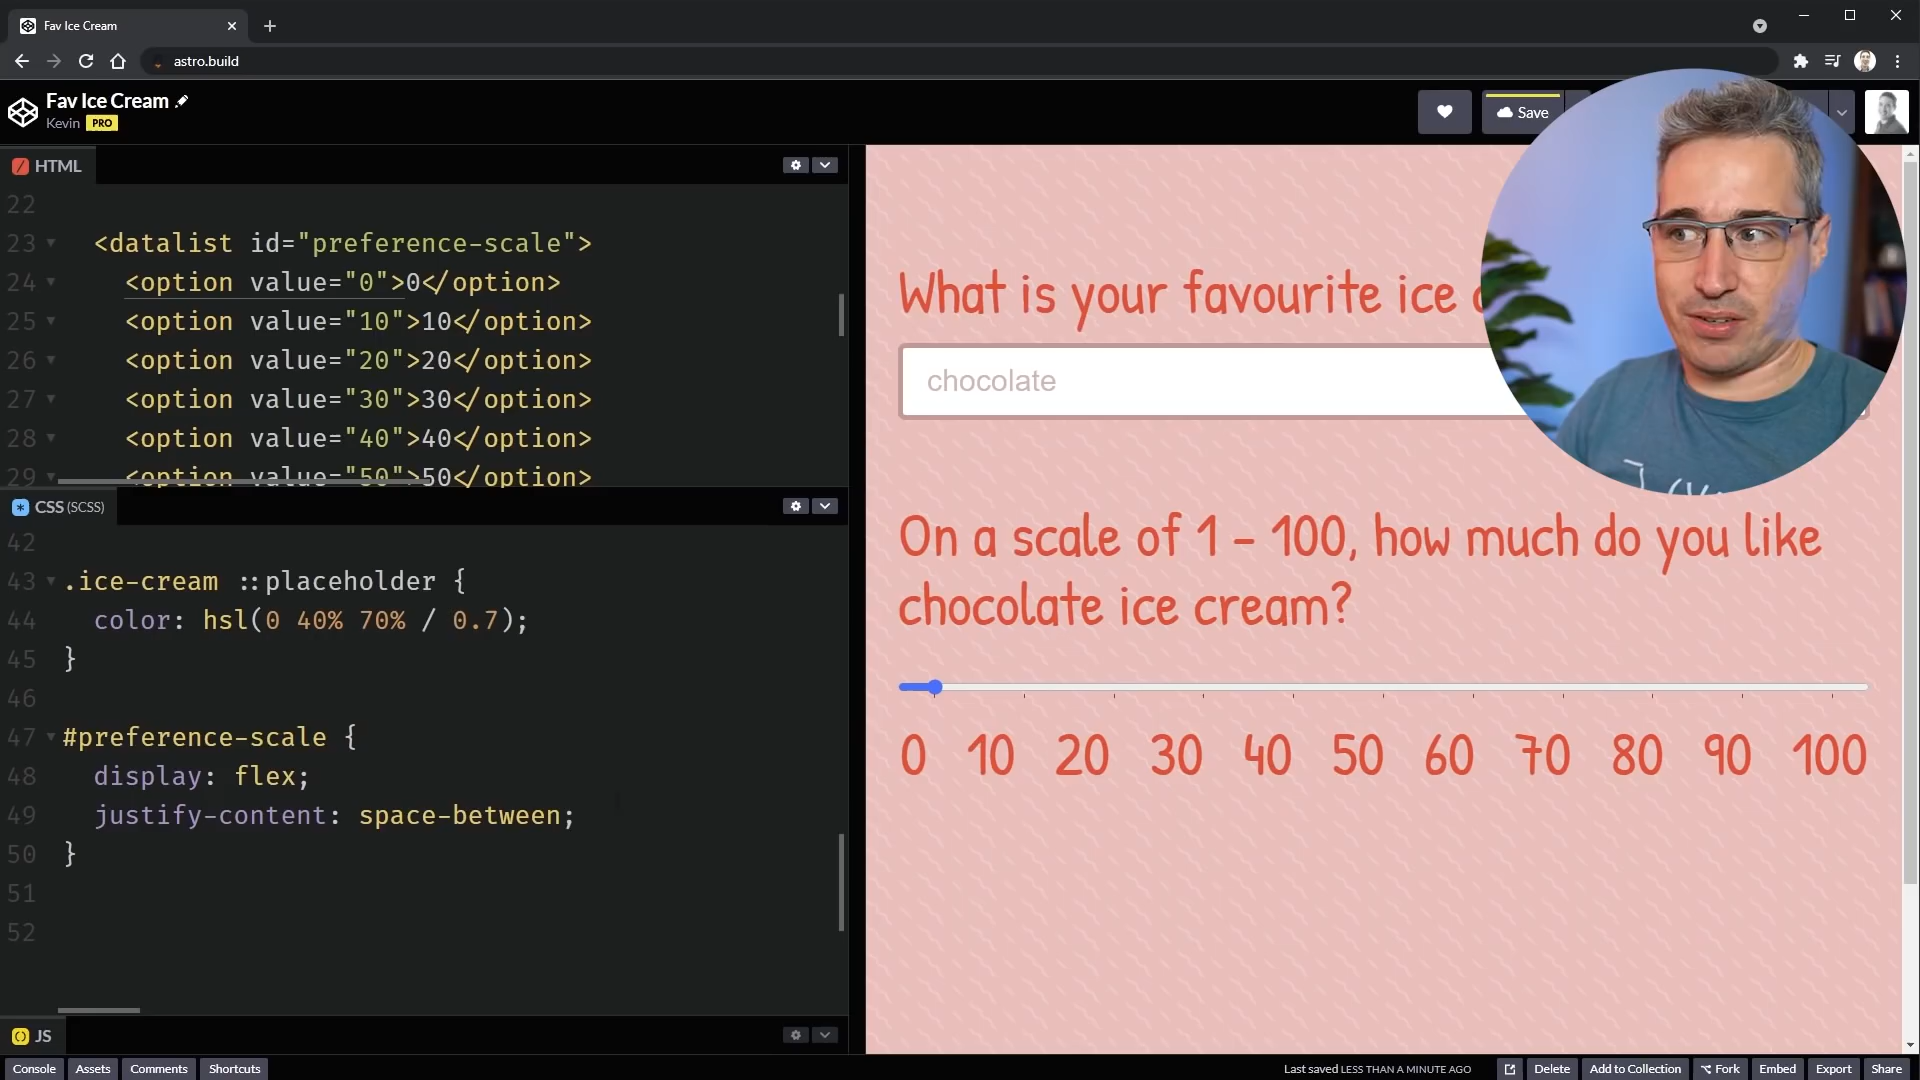 Fav Ice Cream
astro.build
Fav Ice Cream
Kevin PRO
Save
HTML
22
23 <datalist id="preference-scale">
24 <option value="0">0</option>
25 <option value="10">10</option>
26 <option value="20">20</option>
27 <option value="30">30</option>
28 <option value="40">40</option>
29 <option value="50">50</option>
CSS (SCSS)
42
43 .ice-cream ::placeholder {
44 color: hsl(0 40% 70% / 0.7);
45 }
46
47 #preference-scale {
48 display: flex;
49 justify-content: space-between;
50 }
51
52
JS
What is your favourite ice
chocolate
On a scale of 1 - 100, how much do you like
chocolate ice cream?
0 10 20 30 40 50 60 70 80 90 100
Console Assets Comments Shortcuts
Last saved LESS THAN A MINUTE AGO
Delete Add to Collection Fork Embed Export Share